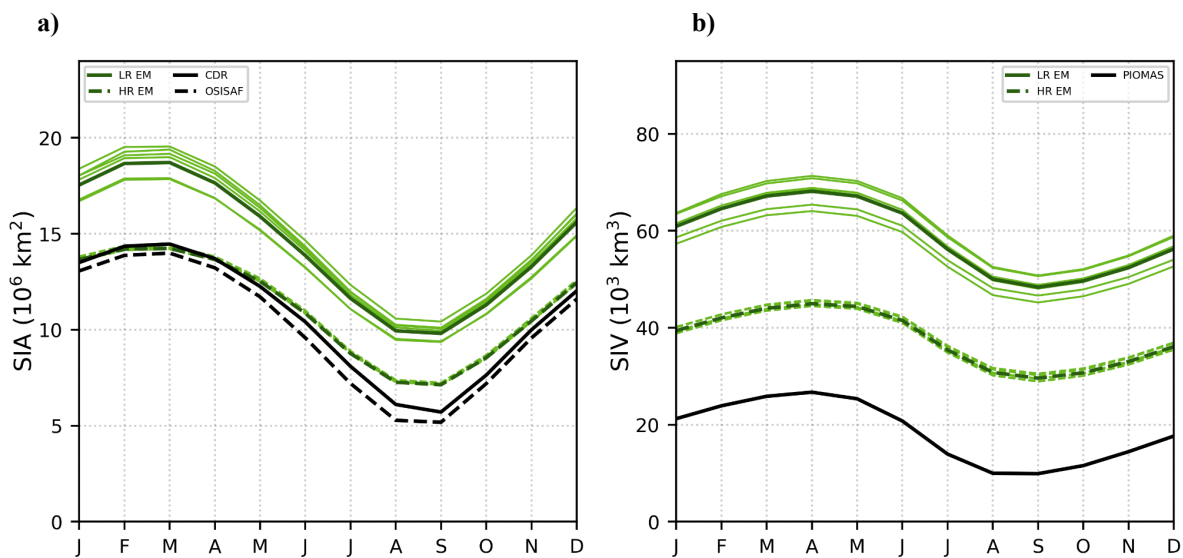 a)
LR EM
HR EM
CDR
OSISAF
SIA (10⁶ km²)
20
15
10
5
0
J F M A M J J A S O N D
b)
LR EM
HR EM
PIOMAS
SIV (10³ km³)
80
60
40
20
0
J F M A M J J A S O N D